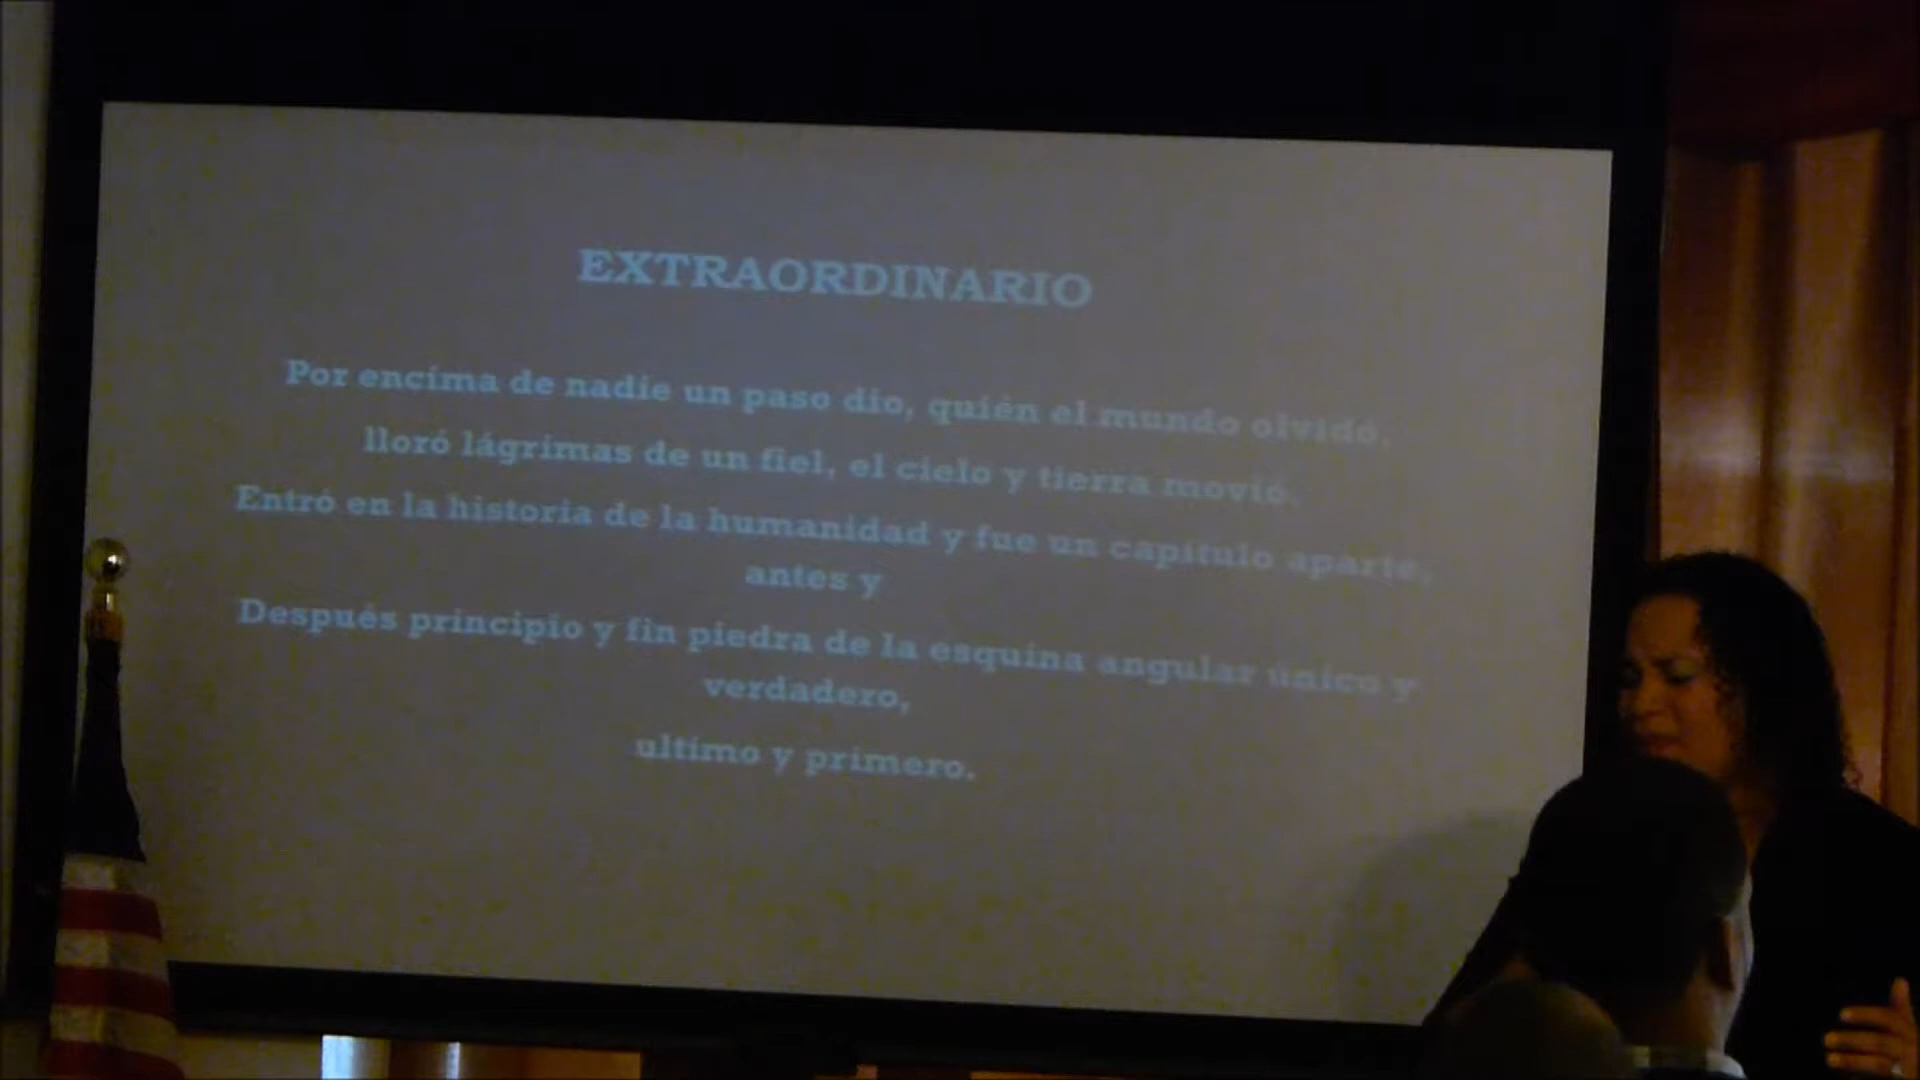 EXTRAORDINARIO
Por encima de nadie un paso dio, quién el mundo olvidó,
lloró lágrimas de un fiel, el cielo y tierra movió.
Entró en la historia de la humanidad y fue un capítulo aparte,
antes y
Después principio y fin piedra de la esquina angular único y
verdadero,
ultimo y primero.